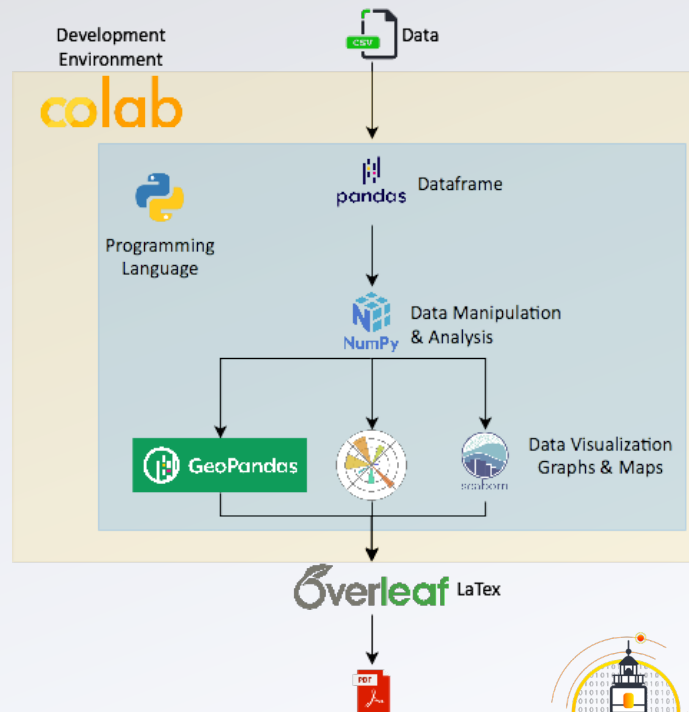 Development
Environment
CSV
Data
colab
pandas
Dataframe
Programming
Language
NumPy
Data Manipulation
& Analysis
GeoPandas
seaborn
Data Visualization
Graphs & Maps
Overleaf
LaTex
PDF